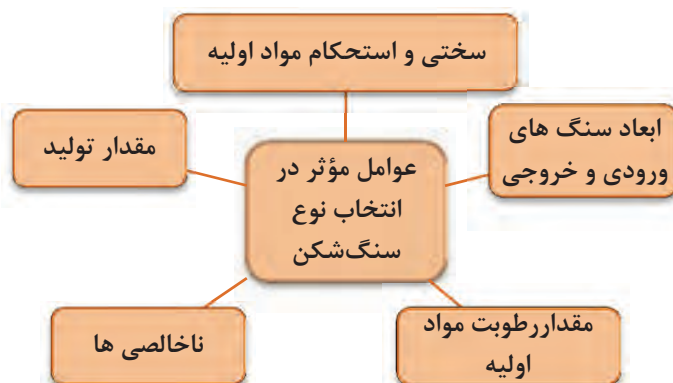 سختی و استحکام مواد اولیه
ابعاد سنگ های
ورودی و خروجی
مقدار تولید
عوامل مؤثر در
انتخاب نوع
سنگ‌شکن
مقداررطوبت مواد
اولیه
ناخالصی ها